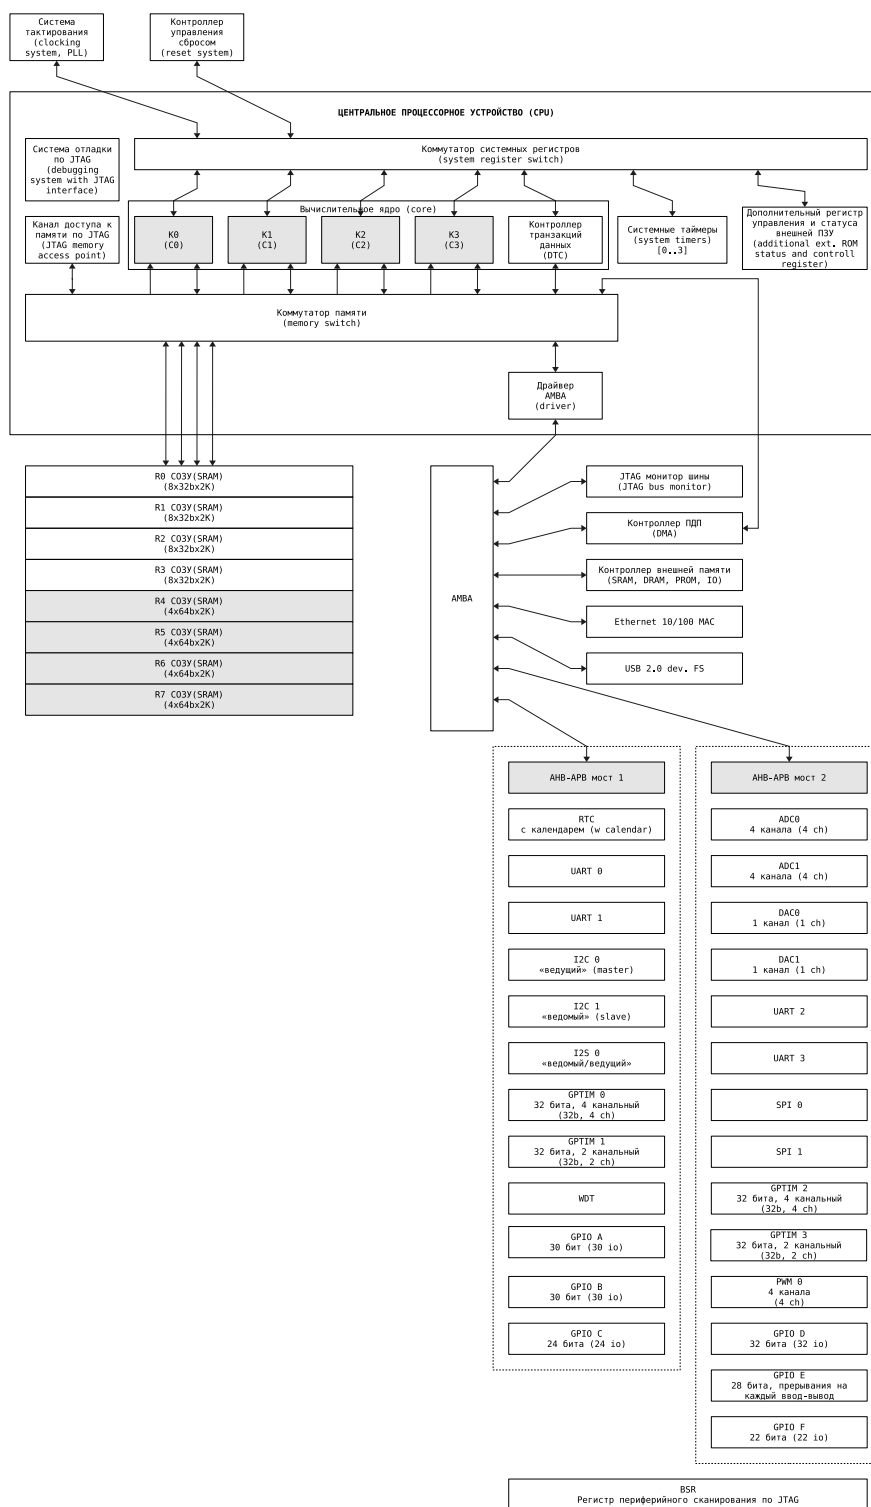 Система
тактирования
(clocking
system, PLL)
Контроллер
управления
сбросом
(reset system)
ЦЕНТРАЛЬНОЕ ПРОЦЕССОРНОЕ УСТРОЙСТВО (CPU)
Система отладки
по JTAG
(debugging
system with JTAG
interface)
Коммутатор системных регистров
(system register switch)
Канал доступа к
памяти по JTAG
(JTAG memory
access point)
Вычислительное ядро (core)
К0
(C0)
К1
(C1)
К2
(C2)
К3
(C3)
Контроллер
транзакций
данных
(DTC)
Системные таймеры
(system timers)
[0..3]
Дополнительный регистр
управления и статуса
внешней ПЗУ
(additional ext. ROM
status and controll
register)
Коммутатор памяти
(memory switch)
Драйвер
AMBA
(driver)
R0 СОЗУ(SRAM)
(8x32bx2K)
R1 СОЗУ(SRAM)
(8x32bx2K)
R2 СОЗУ(SRAM)
(8x32bx2K)
R3 СОЗУ(SRAM)
(8x32bx2K)
R4 СОЗУ(SRAM)
(4x64bx2K)
R5 СОЗУ(SRAM)
(4x64bx2K)
R6 СОЗУ(SRAM)
(4x64bx2K)
R7 СОЗУ(SRAM)
(4x64bx2K)
AMBA
JTAG монитор шины
(JTAG bus monitor)
Контроллер ПДП
(DMA)
Контроллер внешней памяти
(SRAM, DRAM, PROM, IO)
Ethernet 10/100 MAC
USB 2.0 dev. FS
AHB-APB мост 1
RTC
с календарем (w calendar)
UART 0
UART 1
I2C 0
«ведущий» (master)
I2C 1
«ведомый» (slave)
I2S 0
«ведомый/ведущий»
GPTIM 0
32 бита, 4 канальный
(32b, 4 ch)
GPTIM 1
32 бита, 2 канальный
(32b, 2 ch)
WDT
GPIO A
30 бит (30 io)
GPIO B
30 бит (30 io)
GPIO C
24 бита (24 io)
AHB-APB мост 2
ADC0
4 канала (4 ch)
ADC1
4 канала (4 ch)
DAC0
1 канал (1 ch)
DAC1
1 канал (1 ch)
UART 2
UART 3
SPI 0
SPI 1
GPTIM 2
32 бита, 4 канальный
(32b, 4 ch)
GPTIM 3
32 бита, 2 канальный
(32b, 2 ch)
PWM 0
4 канала
(4 ch)
GPIO D
32 бита (32 io)
GPIO E
28 бита, прерывания на
каждый ввод-вывод
GPIO F
22 бита (22 io)
BSR
Регистр периферийного сканирования по JTAG